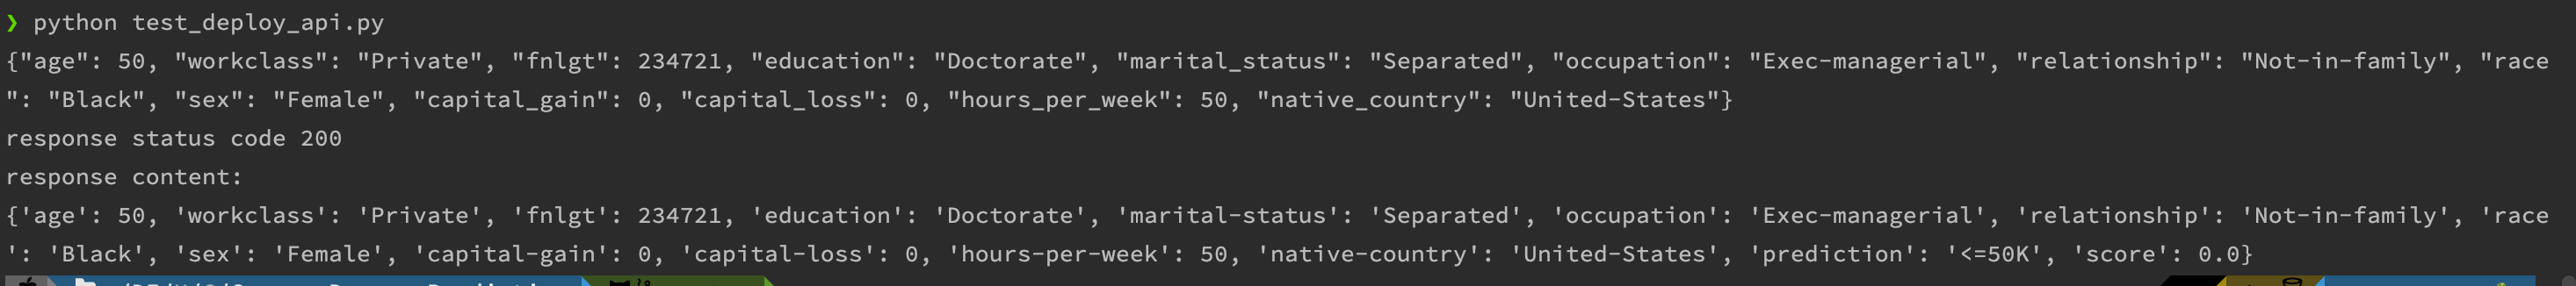 ❯ python test_deploy_api.py
{"age": 50, "workclass": "Private", "fnlgt": 234721, "education": "Doctorate", "marital_status": "Separated", "occupation": "Exec-managerial", "relationship": "Not-in-family", "race
": "Black", "sex": "Female", "capital_gain": 0, "capital_loss": 0, "hours_per_week": 50, "native_country": "United-States"}
response status code 200
response content:
{'age': 50, 'workclass': 'Private', 'fnlgt': 234721, 'education': 'Doctorate', 'marital-status': 'Separated', 'occupation': 'Exec-managerial', 'relationship': 'Not-in-family', 'race
': 'Black', 'sex': 'Female', 'capital-gain': 0, 'capital-loss': 0, 'hours-per-week': 50, 'native-country': 'United-States', 'prediction': '<=50K', 'score': 0.0}